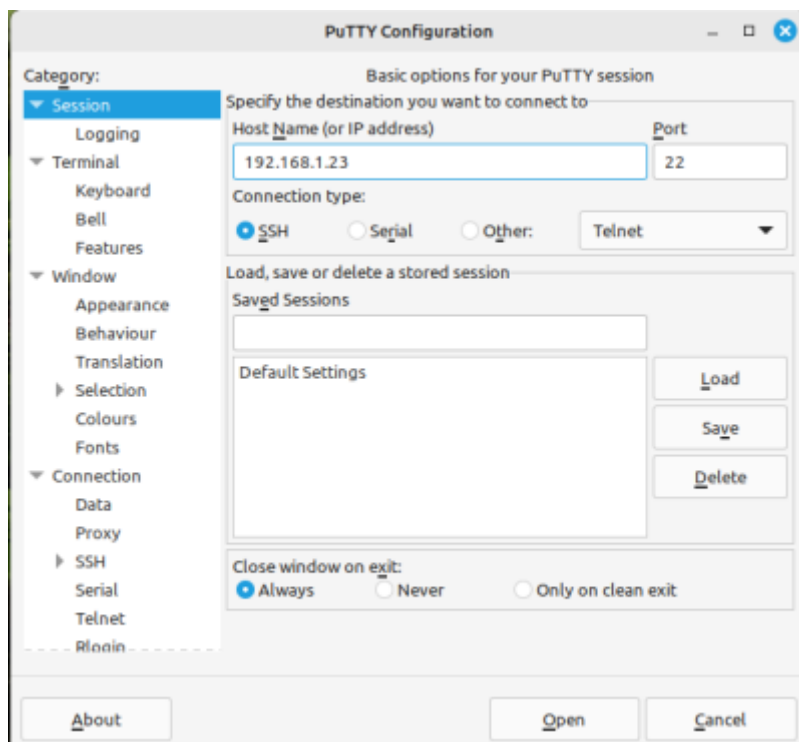 PuTTY Configuration
Category:
Session
Logging
Terminal
Keyboard
Bell
Features
Window
Appearance
Behaviour
Translation
Selection
Colours
Fonts
Connection
Data
Proxy
SSH
Serial
Telnet
Rlogin
Basic options for your PuTTY session
Specify the destination you want to connect to
Host Name (or IP address) Port
192.168.1.23 22
Connection type:
SSH Serial Other: Telnet
Load, save or delete a stored session
Saved Sessions
Default Settings
Load
Save
Delete
Close window on exit:
Always Never Only on clean exit
About Open Cancel